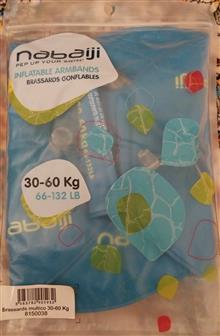 nabaiji
PEP UP YOUR WATER
INFLATABLE ARMBANDS
BRASSARDS GONFLABLES
30-60 Kg
66-132 LB
Brassards multico 30-60 Kg
8150038